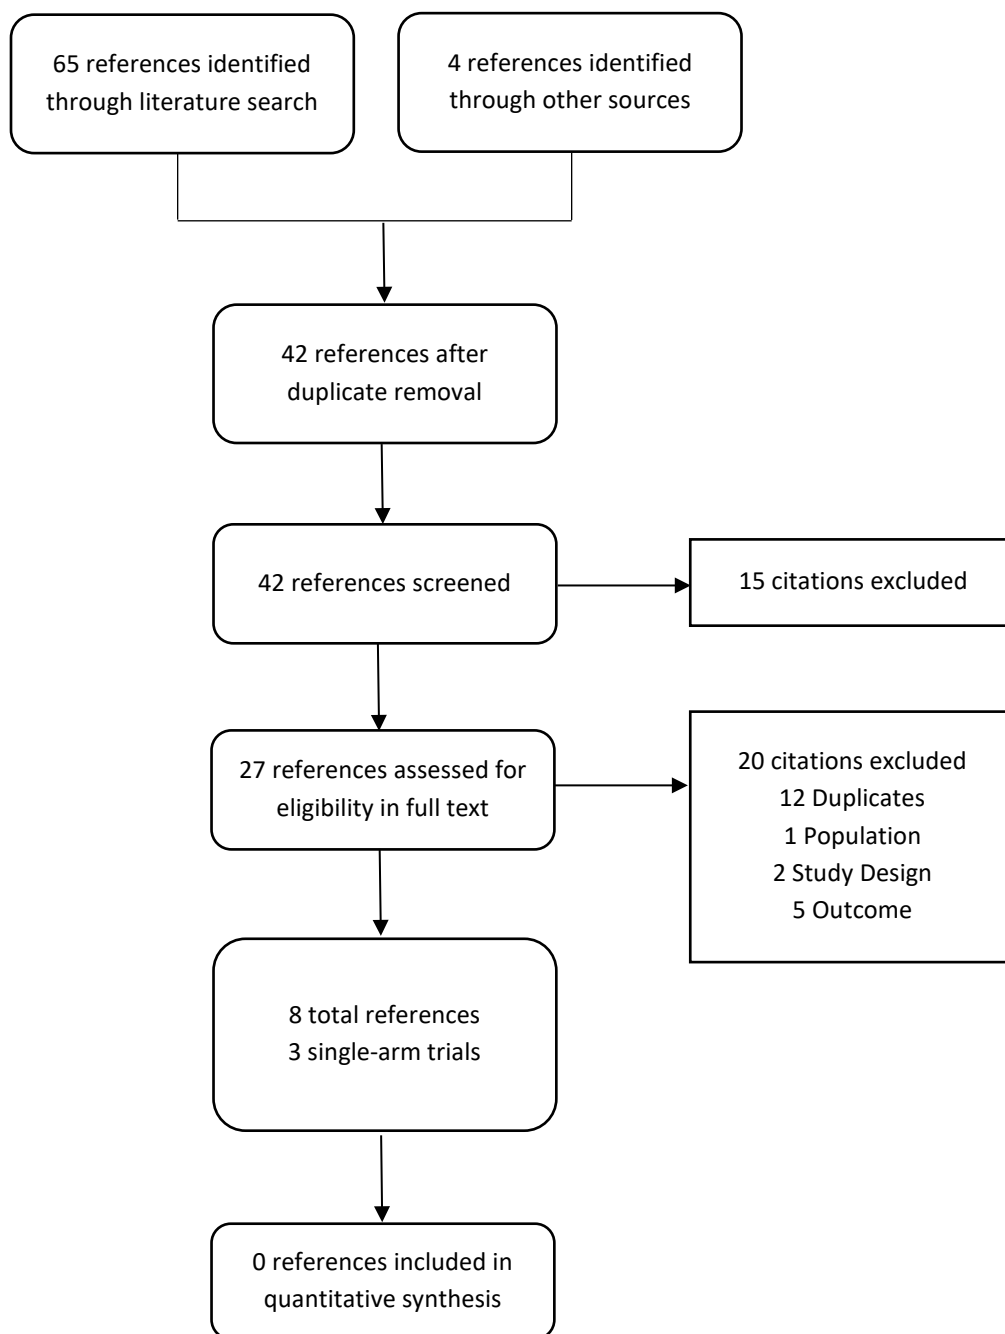 65 references identified
through literature search
4 references identified
through other sources
42 references after
duplicate removal
42 references screened
15 citations excluded
27 references assessed for
eligibility in full text
20 citations excluded
12 Duplicates
1 Population
2 Study Design
5 Outcome
8 total references
3 single-arm trials
0 references included in
quantitative synthesis